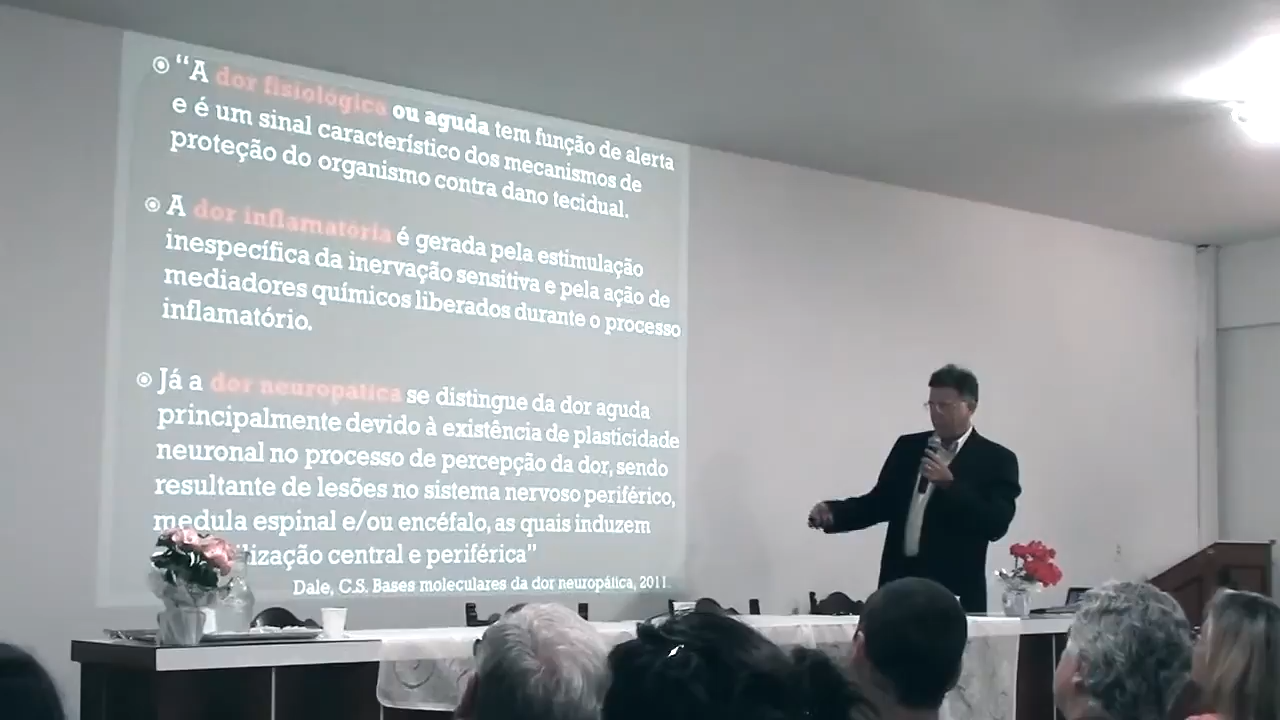 “A dor fisiológica ou aguda tem função de alerta
e é um sinal característico dos mecanismos de
proteção do organismo contra dano tecidual.
A dor inflamatória é gerada pela estimulação
inespecífica da inervação sensitiva e pela ação de
mediadores químicos liberados durante o processo
inflamatório.
Já a dor neuropática se distingue da dor aguda
principalmente devido à existência de plasticidade
neuronal no processo de percepção da dor, sendo
resultante de lesões no sistema nervoso periférico,
medula espinal e/ou encéfalo, as quais induzem
central e periférica”
Dale, C.S. Bases moleculares da dor neuropática, 2011.